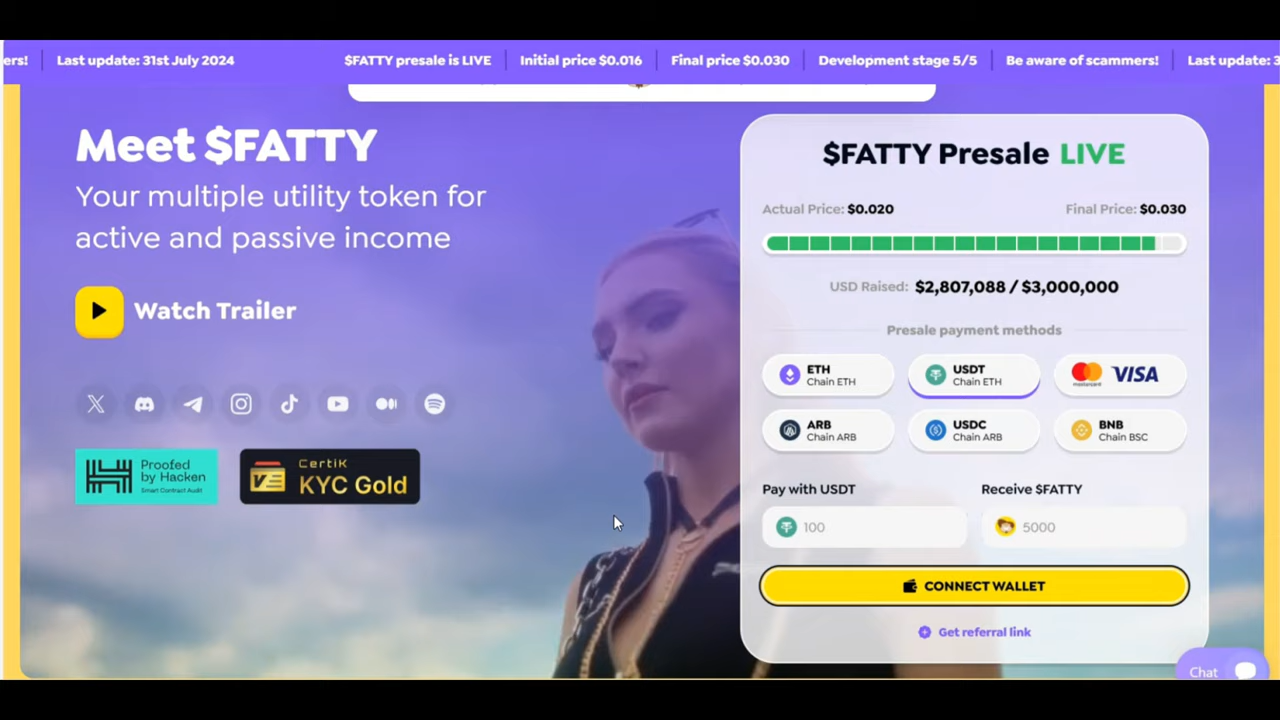 ers!
Last update: 31st July 2024
$FATTY presale is LIVE
Initial price $0.016
Final price $0.030
Development stage 5/5
Be aware of scammers!
Last update: 3
Meet $FATTY
Your multiple utility token for
active and passive income
Watch Trailer
Proofed
by Hacken
Smart Contract Audit
CertiK
KYC Gold
$FATTY Presale LIVE
Actual Price: $0.020
Final Price: $0.030
USD Raised: $2,807,088 / $3,000,000
Presale payment methods
ETH
Chain ETH
USDT
Chain ETH
mastercard
VISA
ARB
Chain ARB
USDC
Chain ARB
BNB
Chain BSC
Pay with USDT
Receive $FATTY
100
5000
CONNECT WALLET
Get referral link
Chat